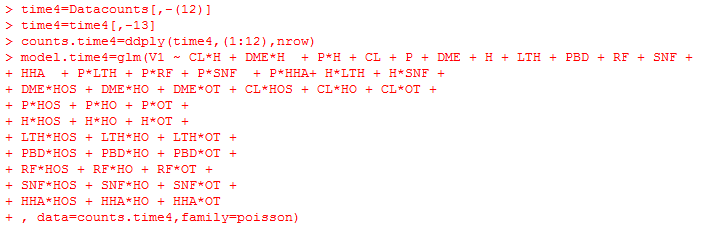 > time4=Datacounts[,-(12)]
> time4=time4[,-13]
> counts.time4=ddply(time4,(1:12),nrow)
> model.time4=glm(V1 ~ CL*H + DME*H  + P*H + CL + P + DME + H + LTH + PBD + RF + SNF +
+ HHA  + P*LTH + P*RF + P*SNF  + P*HHA+ H*LTH + H*SNF +
+ DME*HOS + DME*HO + DME*OT + CL*HOS + CL*HO + CL*OT +
+ P*HOS + P*HO + P*OT +
+ H*HOS + H*HO + H*OT +
+ LTH*HOS + LTH*HO + LTH*OT +
+ PBD*HOS + PBD*HO + PBD*OT +
+ RF*HOS + RF*HO + RF*OT +
+ SNF*HOS + SNF*HO + SNF*OT +
+ HHA*HOS + HHA*HO + HHA*OT
+ , data=counts.time4,family=poisson)